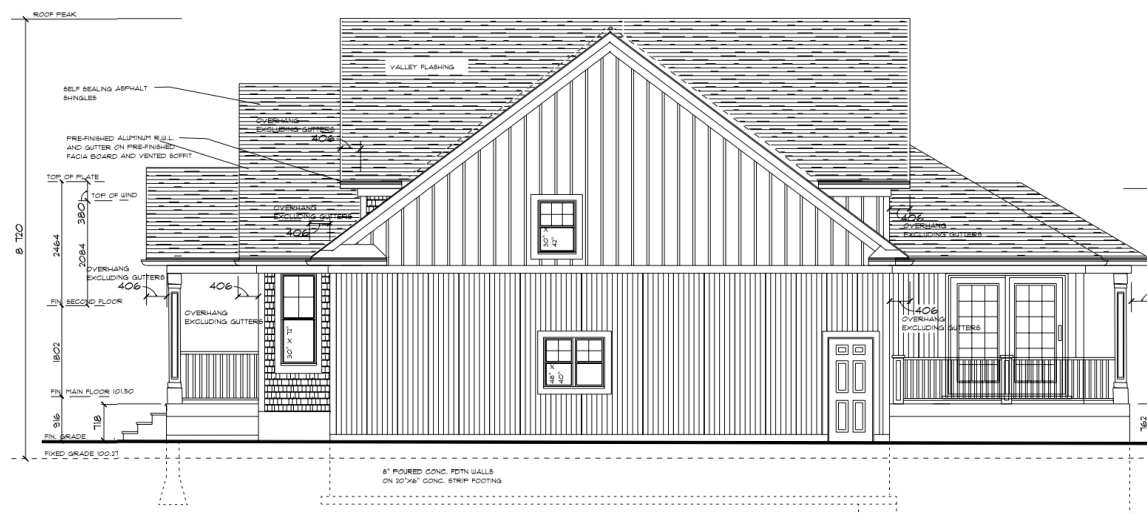 ROOF PEAK
VALLEY FLASHING
SELF SEALING ASPHALT
SHINGLES
OVERHANG
EXCLUDING GUTTERS
406
PRE-FINISHED ALUMINUM R.W.L.
AND GUTTER ON PRE-FINISHED
FACIA BOARD AND VENTED SOFFIT
TOP OF PLATE
TOP OF WIND
380
8 720
2464
2084
OVERHANG
EXCLUDING GUTTERS
406
30" X
42"
406
OVERHANG
EXCLUDING GUTTERS
OVERHANG
EXCLUDING GUTTERS
406
406
FIN. SECOND FLOOR
OVERHANG
EXCLUDING GUTTERS
406
OVERHANG
EXCLUDING GUTTERS
30" X 72"
1802
48" X
40"
FIN. MAIN FLOOR 101.50
916
718
762
FIN. GRADE
FIXED GRADE 100.27
8" POURED CONC. FDTN WALLS
ON 20"X6" CONC. STRIP FOOTING